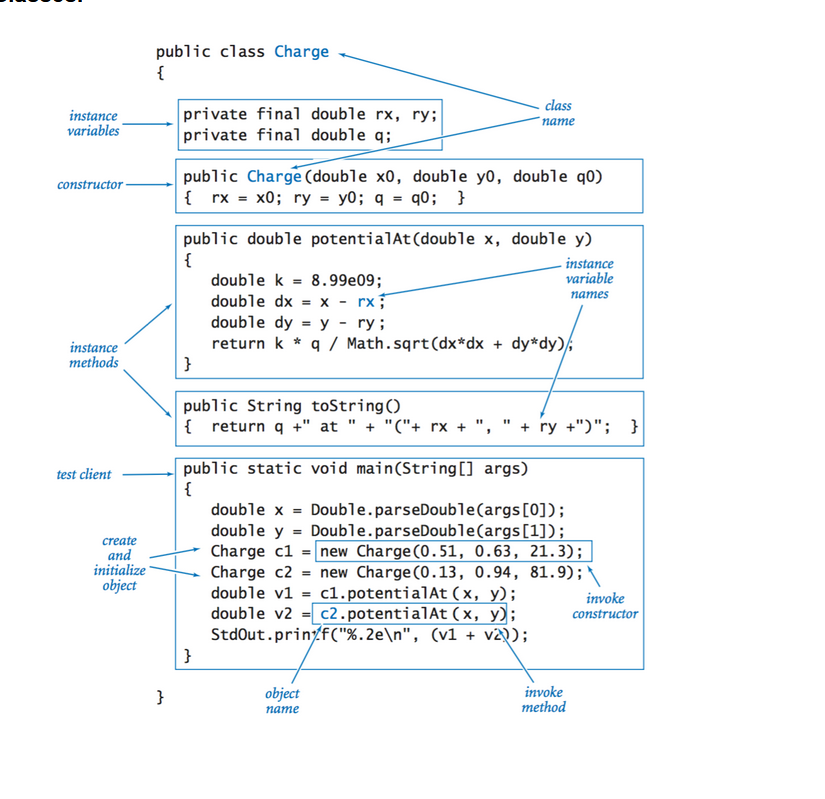 public class Charge
{
class
name
instance
variables
private final double rx, ry;
private final double q;
constructor
public Charge(double x0, double y0, double q0)
{ rx = x0; ry = y0; q = q0; }
instance
methods
public double potentialAt(double x, double y)
{
double k = 8.99e09;
double dx = x - rx;
double dy = y - ry;
return k * q / Math.sqrt(dx*dx + dy*dy);
}
instance
variable
names
public String toString()
{ return q +" at " + "("+ rx + ", " + ry +")"; }
test client
public static void main(String[] args)
{
double x = Double.parseDouble(args[0]);
double y = Double.parseDouble(args[1]);
create
and
initialize
object
Charge c1 = new Charge(0.51, 0.63, 21.3);
Charge c2 = new Charge(0.13, 0.94, 81.9);
double v1 = c1.potentialAt(x, y);
double v2 = c2.potentialAt(x, y);
StdOut.printf("%.2e\n", (v1 + v2));
}
invoke
constructor
}
object
name
invoke
method